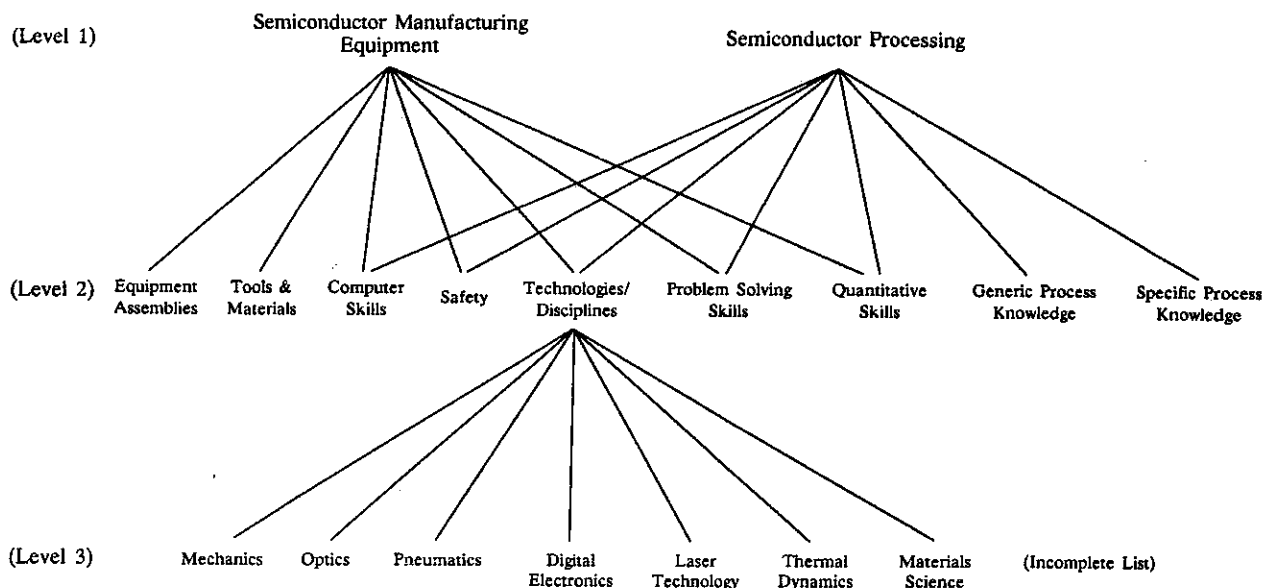 (Level 1)
Semiconductor Manufacturing
Equipment
Semiconductor Processing
(Level 2)
Equipment
Assemblies
Tools &
Materials
Computer
Skills
Safety
Technologies/
Disciplines
Problem Solving
Skills
Quantitative
Skills
Generic Process
Knowledge
Specific Process
Knowledge
(Level 3)
Mechanics
Optics
Pneumatics
Digital
Electronics
Laser
Technology
Thermal
Dynamics
Materials
Science
(Incomplete List)